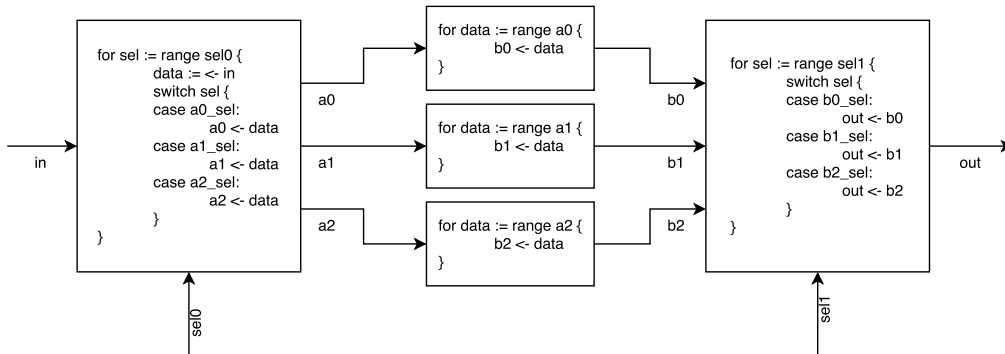 in
for sel := range sel0 {
data := <- in
switch sel {
case a0_sel:
a0 <- data
case a1_sel:
a1 <- data
case a2_sel:
a2 <- data
}
}
sel0
a0
a1
a2
for data := range a0 {
b0 <- data
}
for data := range a1 {
b1 <- data
}
for data := range a2 {
b2 <- data
}
b0
b1
b2
for sel := range sel1 {
switch sel {
case b0_sel:
out <- b0
case b1_sel:
out <- b1
case b2_sel:
out <- b2
}
}
sel1
out